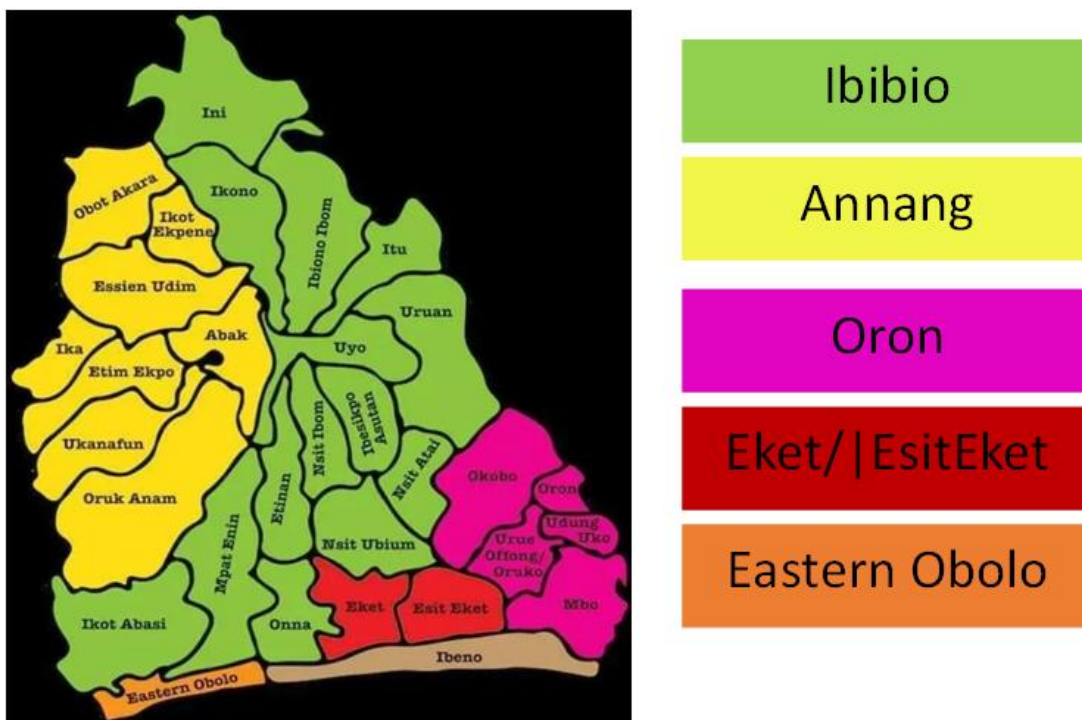 Ini
Obot Akara
Ikono
Ikot
Ekpene
Ibiono Ibom
Itu
Essien Udim
Uruan
Abak
Uyo
Ika
Etim Ekpo
Ibesikpo
Asutan
Nsit Ibom
Ukanafun
Nsit Atai
Okobo
Oron
Oruk Anam
Etinan
Udung
Uko
Urue
Offong/
Oruko
Nsit Ubium
Mpat Enin
Mbo
Eket
Esit Eket
Ikot Abasi
Onna
Ibeno
Eastern Obolo
Ibibio
Annang
Oron
Eket/|EsitEket
Eastern Obolo